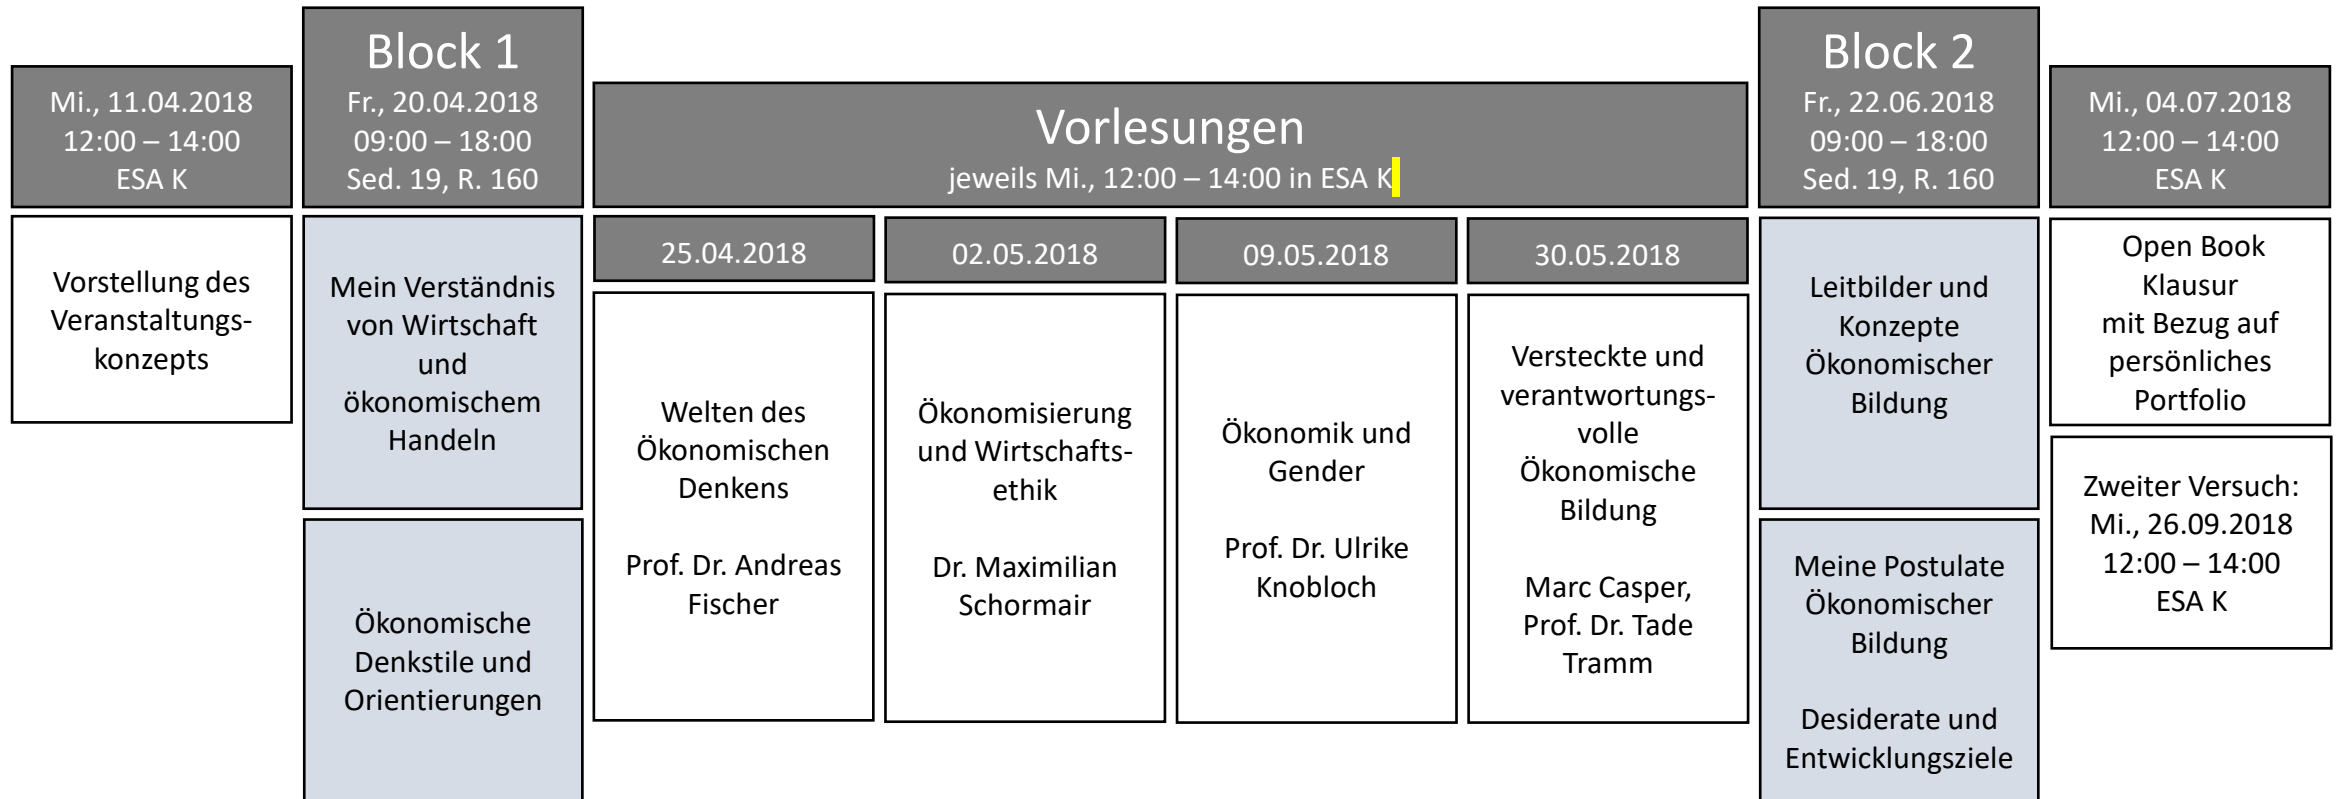 Mi., 11.04.2018
12:00 – 14:00
ESA K
Vorstellung des
Veranstaltungs-
konzepts
Block 1
Fr., 20.04.2018
09:00 – 18:00
Sed. 19, R. 160
Mein Verständnis
von Wirtschaft
und
ökonomischem
Handeln
Ökonomische
Denkstile und
Orientierungen
Vorlesungen
jeweils Mi., 12:00 – 14:00 in ESA K
25.04.2018
Welten des
Ökonomischen
Denkens
Prof. Dr. Andreas
Fischer
02.05.2018
Ökonomisierung
und Wirtschafts-
ethik
Dr. Maximilian
Schormair
09.05.2018
Ökonomik und
Gender
Prof. Dr. Ulrike
Knobloch
30.05.2018
Versteckte und
verantwortungs-
volle
Ökonomische
Bildung
Marc Casper,
Prof. Dr. Tade
Tramm
Block 2
Fr., 22.06.2018
09:00 – 18:00
Sed. 19, R. 160
Leitbilder und
Konzepte
Ökonomischer
Bildung
Meine Postulate
Ökonomischer
Bildung
Desiderate und
Entwicklungsziele
Mi., 04.07.2018
12:00 – 14:00
ESA K
Open Book
Klausur
mit Bezug auf
persönliches
Portfolio
Zweiter Versuch:
Mi., 26.09.2018
12:00 – 14:00
ESA K